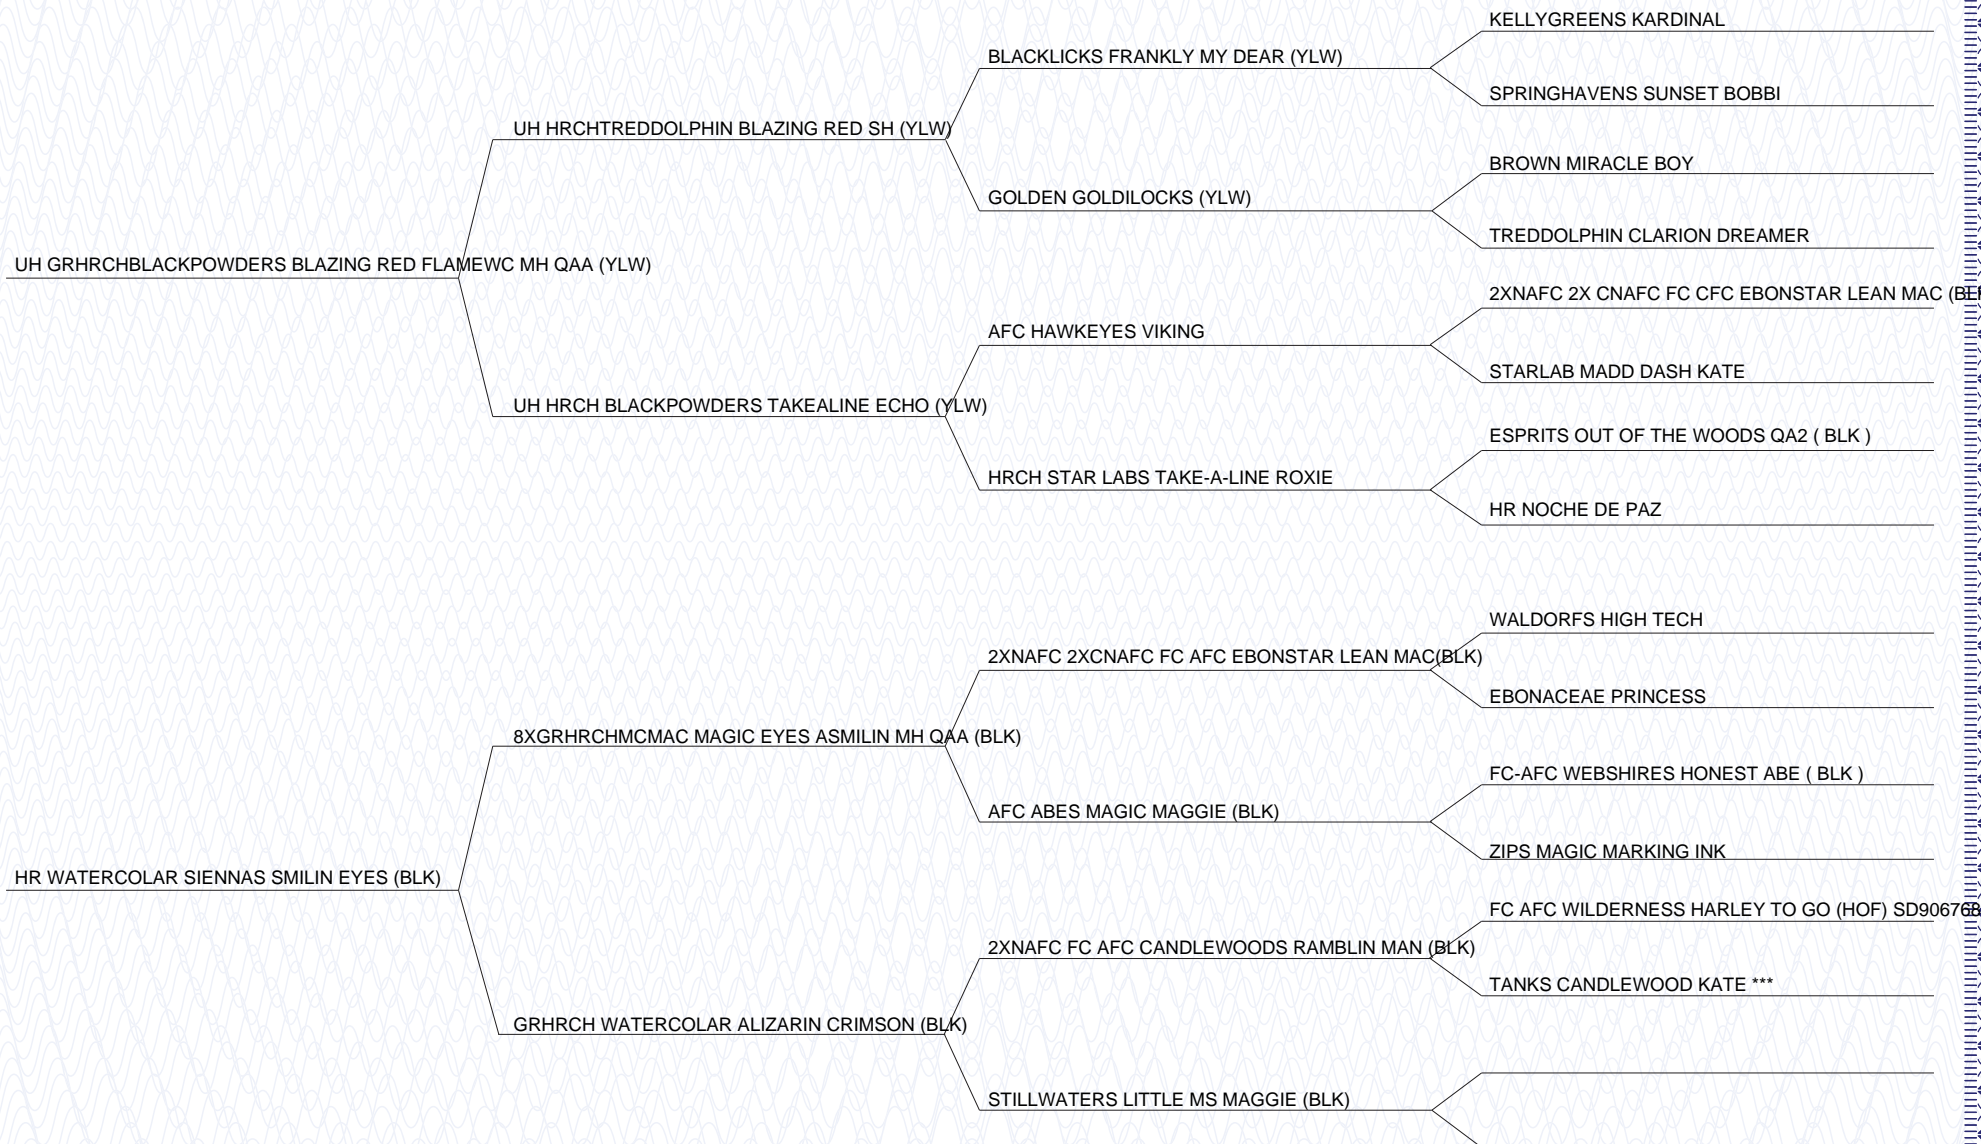 KELLYGREENS KARDINAL
BLACKLICKS FRANKLY MY DEAR (YLW)
SPRINGHAVENS SUNSET BOBBI
UH HRCHTREDDOLPHIN BLAZING RED SH (YLW)
BROWN MIRACLE BOY
GOLDEN GOLDILOCKS (YLW)
TREDDOLPHIN CLARION DREAMER
UH GRHRCHBLACKPOWDERS BLAZING RED FLAMEWC MH QAA (YLW)
2XNAFC 2X CNAFC FC CFC EBONSTAR LEAN MAC
AFC HAWKEYES VIKING
STARLAB MADD DASH KATE
UH HRCH BLACKPOWDERS TAKEALINE ECHO (YLW)
ESPRITS OUT OF THE WOODS QA2 ( BLK )
HRCH STAR LABS TAKE-A-LINE ROXIE
HR NOCHE DE PAZ
WALDORFS HIGH TECH
2XNAFC 2XCNAFC FC AFC EBONSTAR LEAN MAC(BLK)
EBONACEAE PRINCESS
8XGRHRCHMCMAC MAGIC EYES ASMILIN MH QAA (BLK)
FC-AFC WEBSHIRES HONEST ABE ( BLK )
AFC ABES MAGIC MAGGIE (BLK)
ZIPS MAGIC MARKING INK
HR WATERCOLAR SIENNAS SMILIN EYES (BLK)
FC AFC WILDERNESS HARLEY TO GO (HOF)
2XNAFC FC AFC CANDLEWOODS RAMBLIN MAN (BLK)
TANKS CANDLEWOOD KATE ***
GRHRCH WATERCOLAR ALIZARIN CRIMSON (BLK)
STILLWATERS LITTLE MS MAGGIE (BLK)